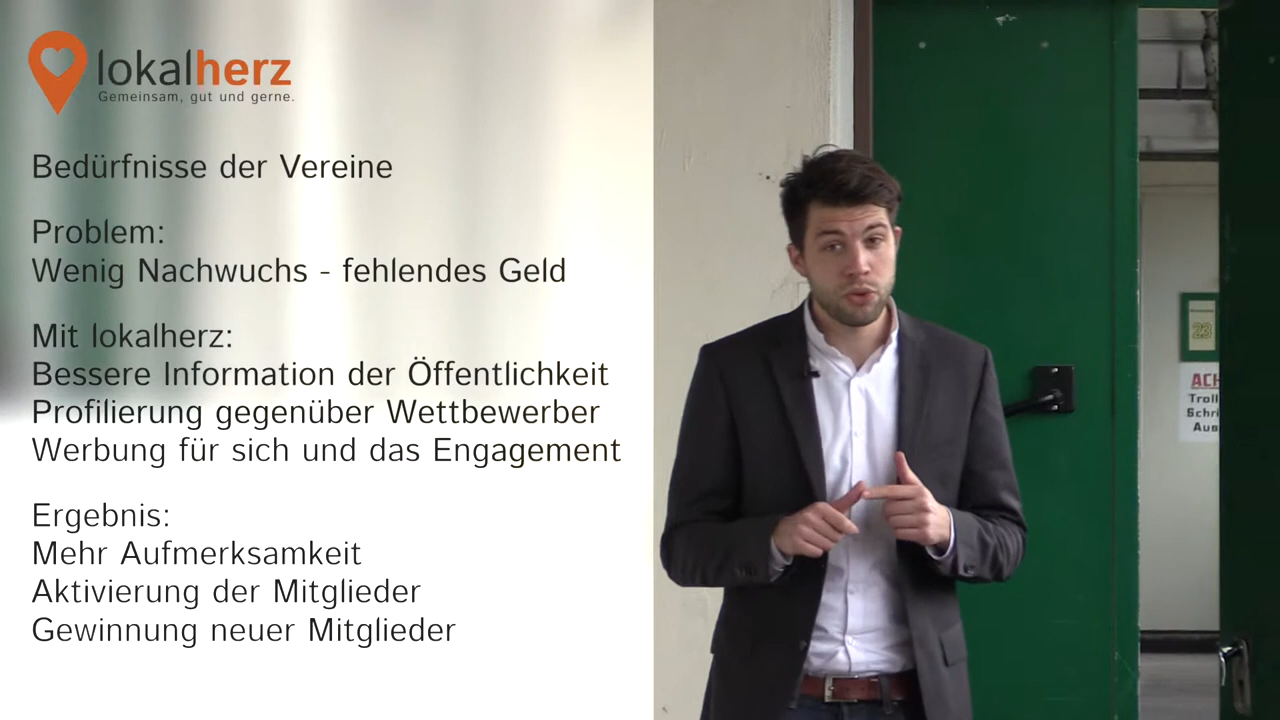 lokalherz
Gemeinsam, gut und gerne.
Bedürfnisse der Vereine
Problem:
Wenig Nachwuchs - fehlendes Geld
Mit lokalherz:
Bessere Information der Öffentlichkeit
Profilierung gegenüber Wettbewerber
Werbung für sich und das Engagement
Ergebnis:
Mehr Aufmerksamkeit
Aktivierung der Mitglieder
Gewinnung neuer Mitglieder
23